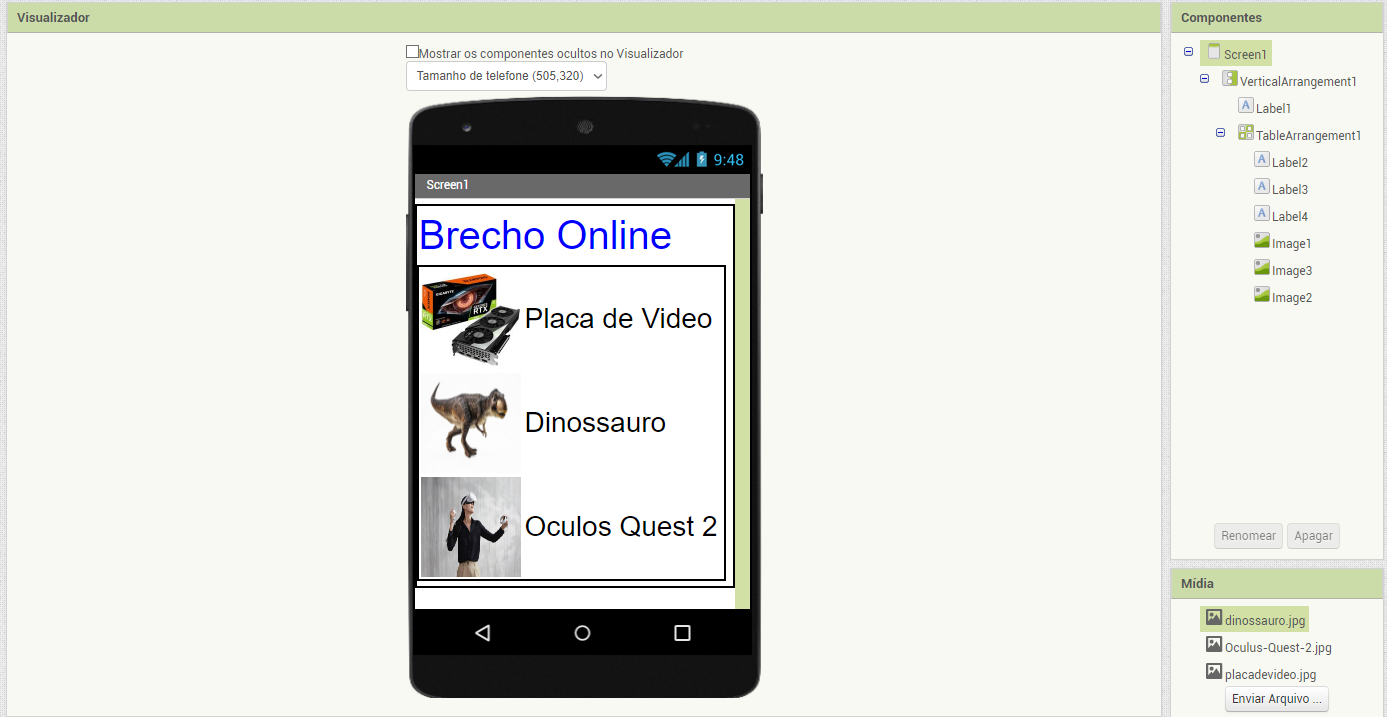 Visualizador
Mostrar os componentes ocultos no Visualizador
Tamanho de telefone (505,320)
9:48
Screen1
Brecho Online
GIGABYTE
RTX
Placa de Video
Dinossauro
Oculos Quest 2
Componentes
Screen1
VerticalArrangement1
A Label1
TableArrangement1
A Label2
A Label3
A Label4
Image1
Image3
Image2
Renomear Apagar
Mídia
dinossauro.jpg
Oculus-Quest-2.jpg
placadevideo.jpg
Enviar Arquivo ...